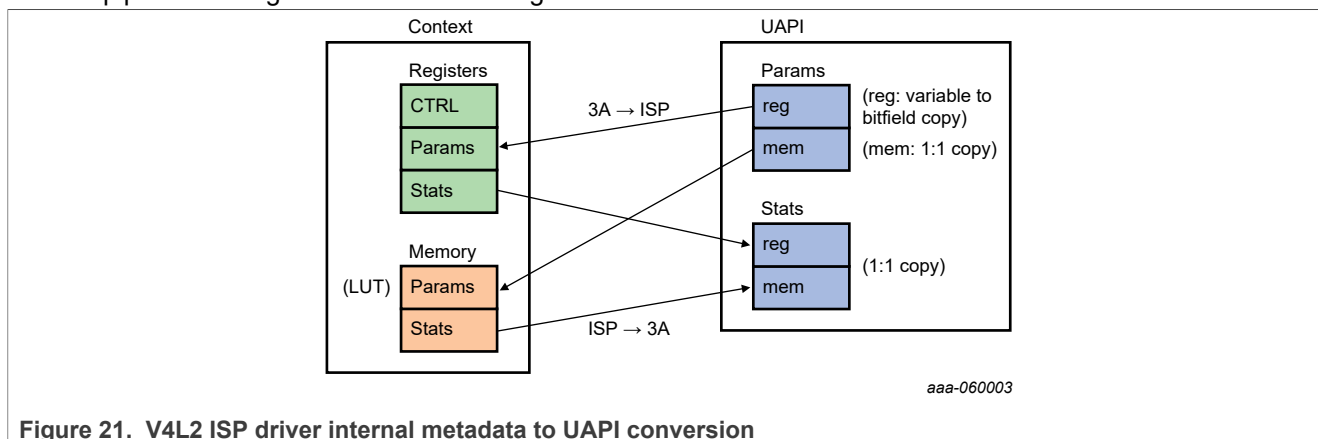 Context
UAPI
Registers
CTRL
Params
Stats
Memory
(LUT)
Params
Stats
3A → ISP
ISP → 3A
Params
reg
(reg: variable to
bitfield copy)
mem
(mem: 1:1 copy)
Stats
reg
mem
(1:1 copy)
aaa-060003
Figure 21. V4L2 ISP driver internal metadata to UAPI conversion